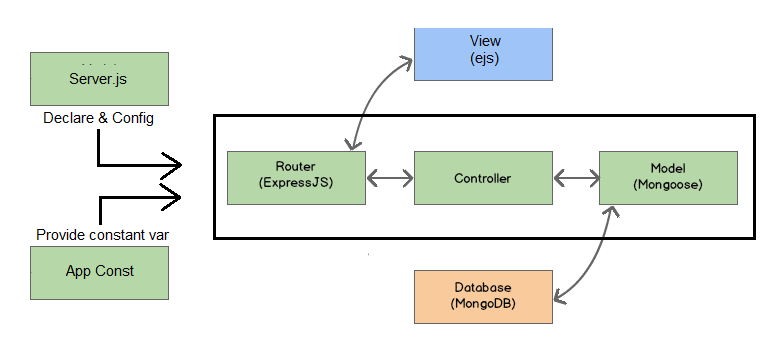 View
(ejs)
Server.js
Declare & Config
Router
(ExpressJS)
Controller
Model
(Mongoose)
Provide constant var
App Const
Database
(MongoDB)